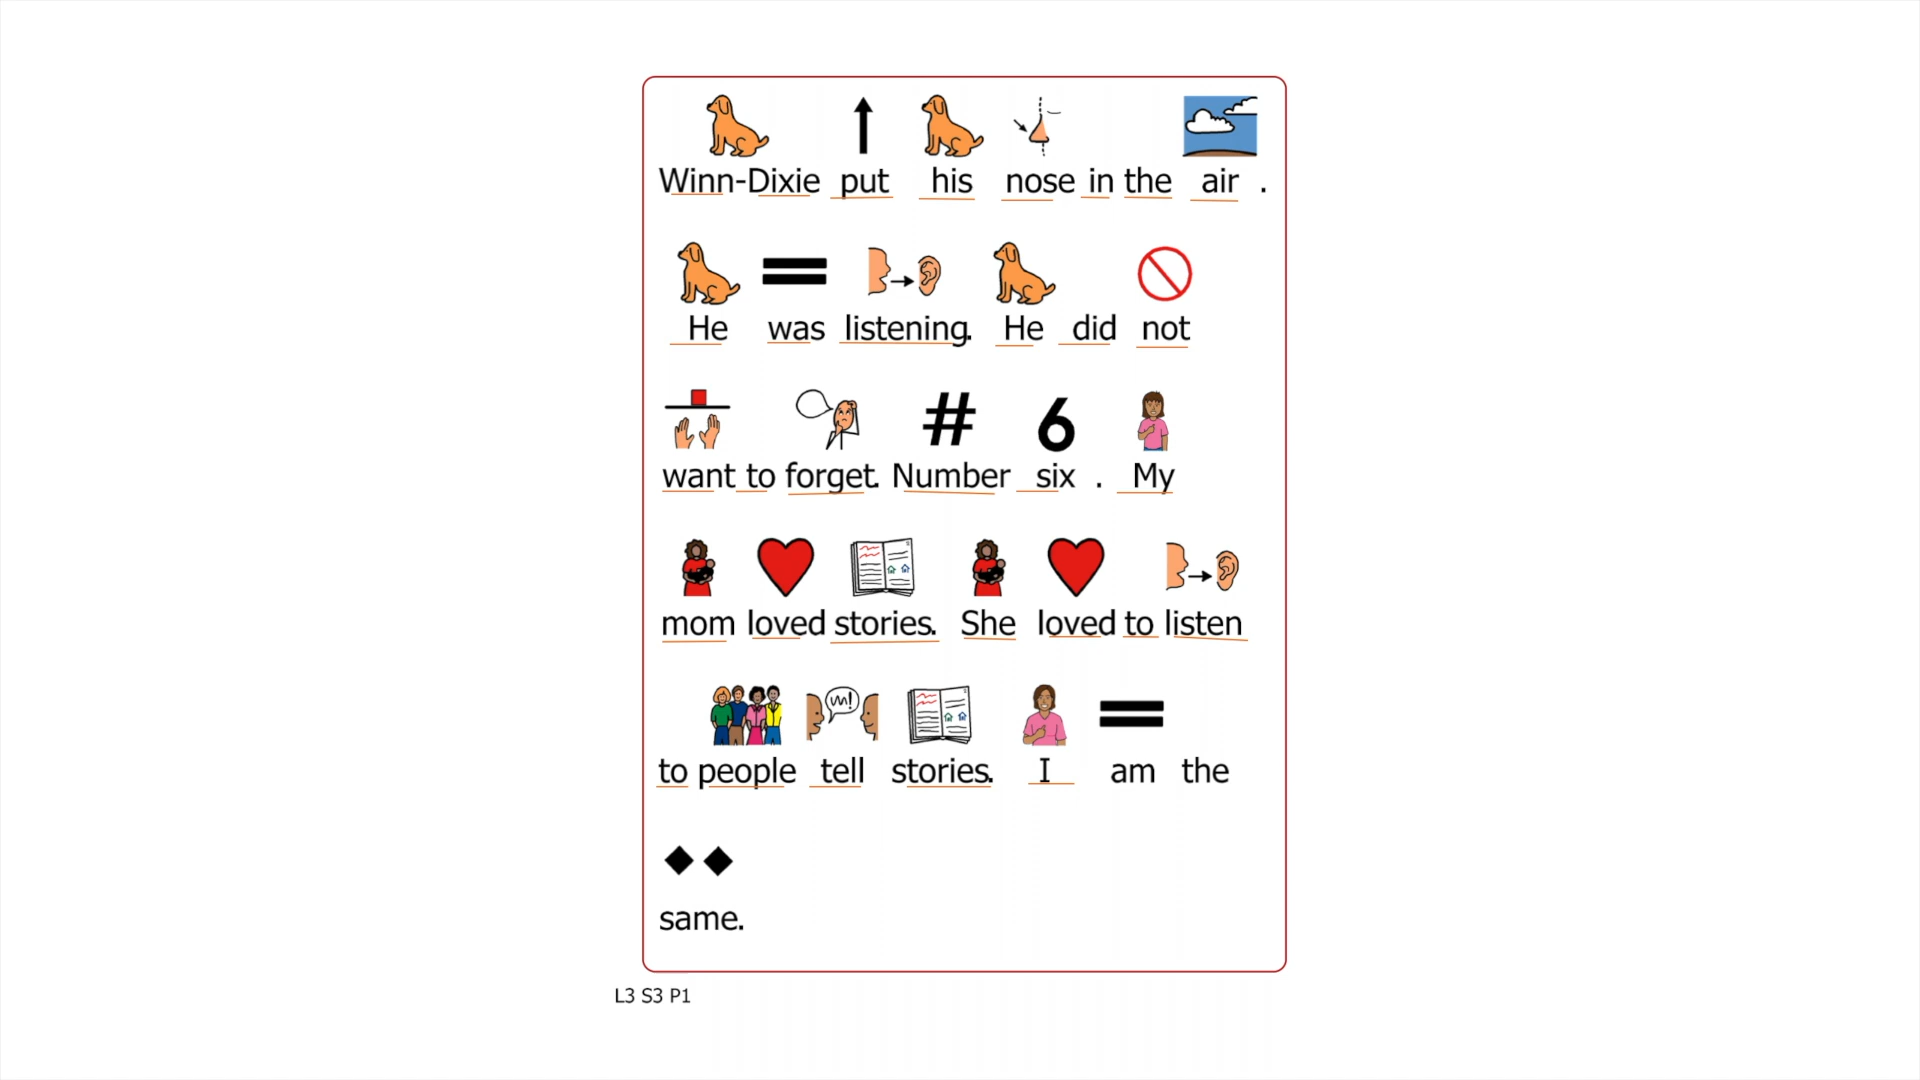 Winn-Dixie put his nose in the air .
He was listening. He did not
# 6
want to forget. Number six . My
mom loved stories. She loved to listen
m!
to people tell stories. I am the
same.
L3 S3 P1